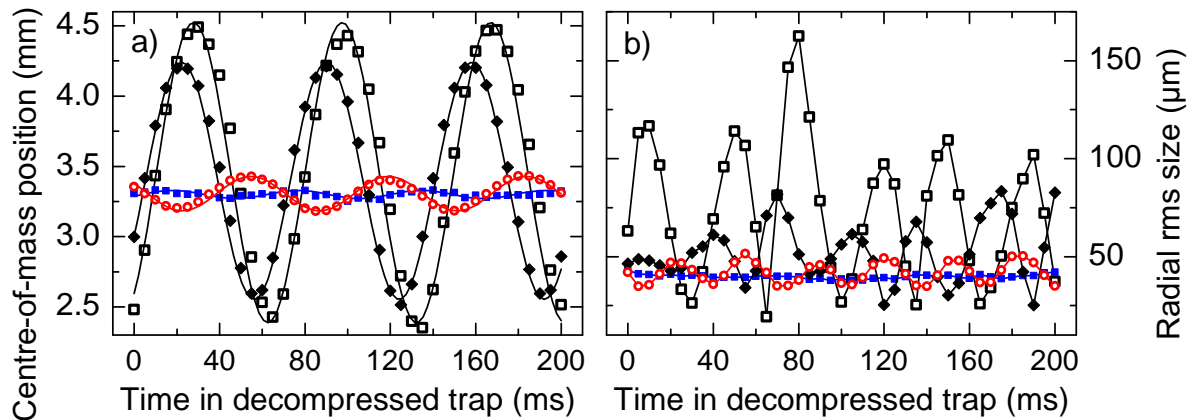 Centre-of-mass position (mm)
4.5
4.0
3.5
3.0
2.5
a)
0 40 80 120 160 200
Time in decompressed trap (ms)
b)
0 40 80 120 160 200
Time in decompressed trap (ms)
150
100
50
Radial rms size (µm)